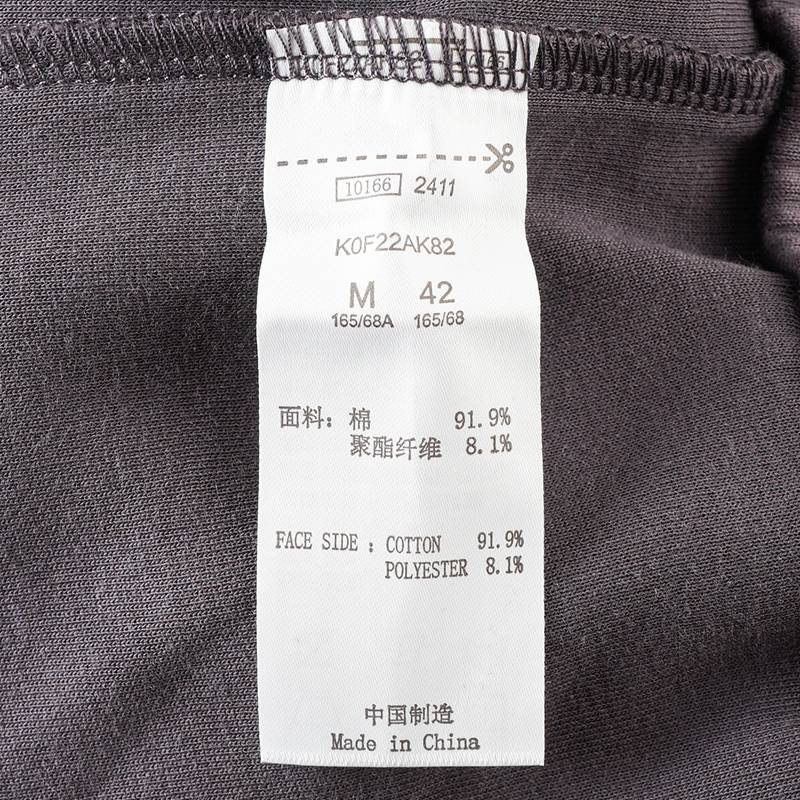 10166 2411
K0F22AK82
M 42
165/68A 165/68
面料: 棉 91.9%
聚酯纤维 8.1%
FACE SIDE : COTTON 91.9%
POLYESTER 8.1%
中国制造
Made in China